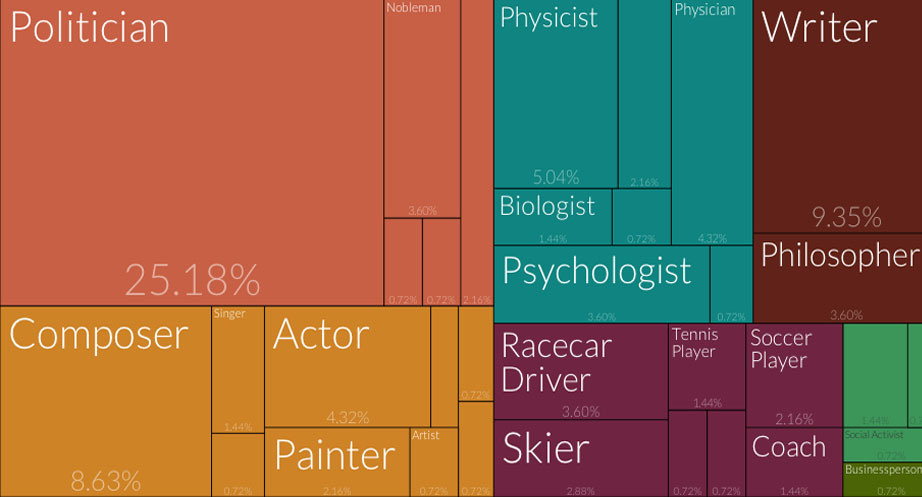 Politician
25.18%
Nobleman
3.60%
0.72%
0.72%
2.16%
Physicist
5.04%
2.16%
Physician
4.32%
Biologist
1.44%
0.72%
Psychologist
3.60%
0.72%
Writer
9.35%
Philosopher
3.60%
Composer
8.63%
Singer
1.44%
0.72%
Actor
4.32%
0.72%
Painter
2.16%
Artist
0.72%
0.72%
Racecar
Driver
3.60%
Skier
2.88%
Tennis
Player
1.44%
0.72%
0.72%
Soccer
Player
2.16%
Coach
1.44%
1.44%
Social Activist
0.72%
Businessperson
0.72%